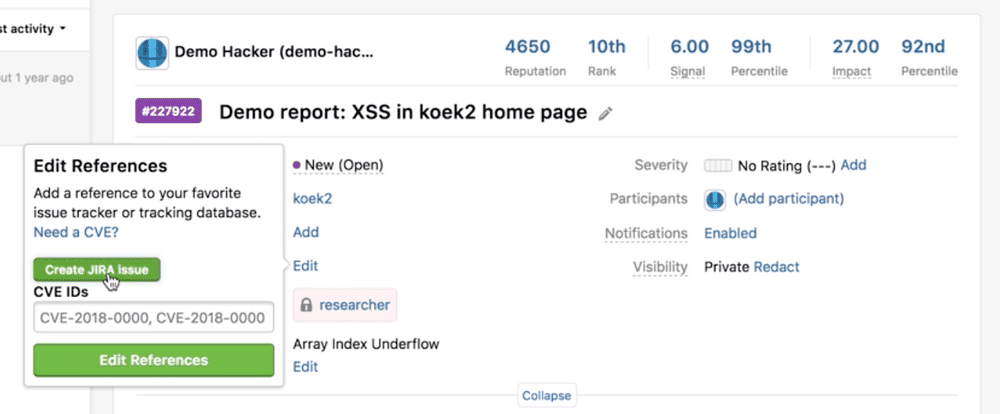 st activity
ut 1 year ago
Demo Hacker (demo-hac...
4650
Reputation
10th
Rank
6.00
Signal
99th
Percentile
27.00
Impact
92nd
Percentile
#227922
Demo report: XSS in koek2 home page
Edit References
Add a reference to your favorite
issue tracker or tracking database.
Need a CVE?
Create JIRA issue
CVE IDs
CVE-2018-0000, CVE-2018-0000
Edit References
New (Open)
koek2
Add
Edit
researcher
Array Index Underflow
Edit
Severity No Rating (---) Add
Participants (Add participant)
Notifications Enabled
Visibility Private Redact
Collapse